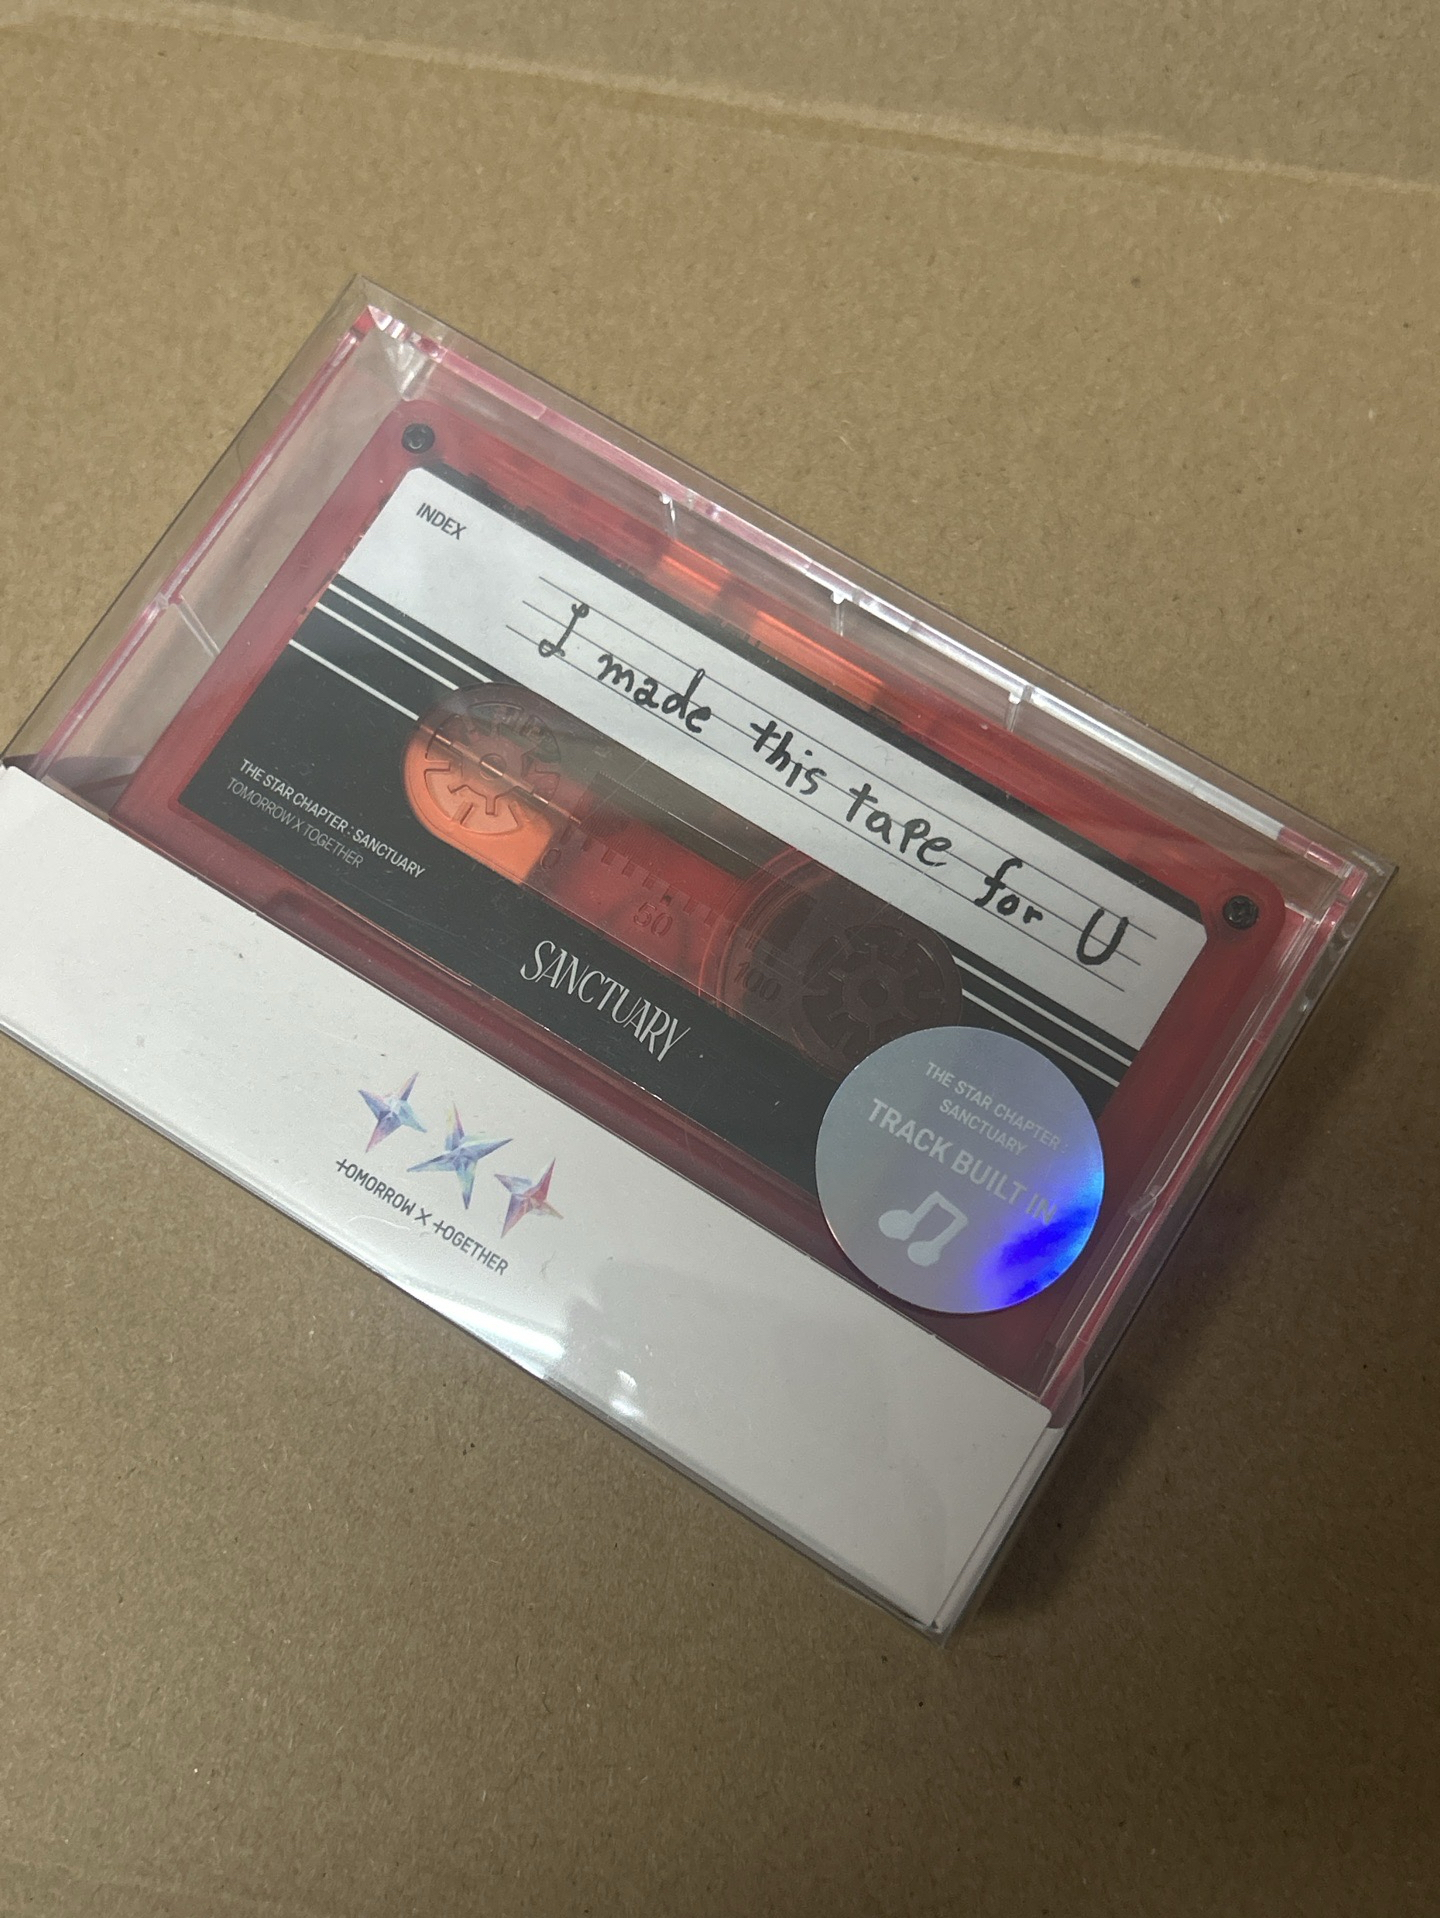 INDEX
I made this tape for U
THE STAR CHAPTER : SANCTUARY
TOMORROW X TOGETHER
0
50
100
SANCTUARY
THE STAR CHAPTER :
SANCTUARY
TRACK BUILT IN
TOMORROW X TOGETHER